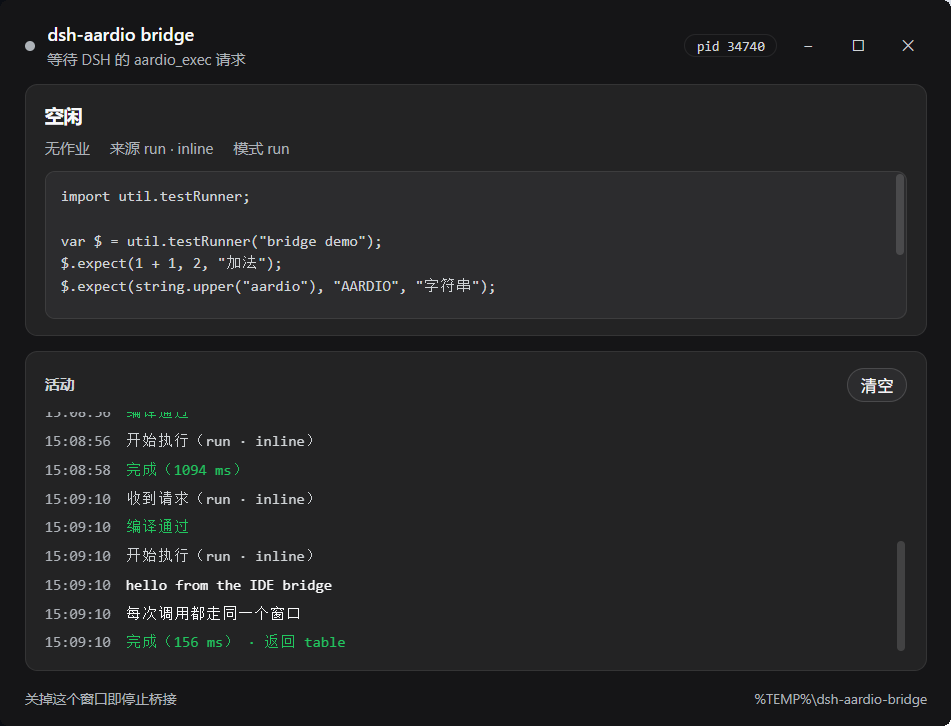 dsh-aardio bridge
等待 DSH 的 aardio_exec 请求
pid 34740
空闲
无作业 来源 run · inline 模式 run
import util.testRunner;
var $ = util.testRunner("bridge demo");
$.expect(1 + 1, 2, "加法");
$.expect(string.upper("aardio"), "AARDIO", "字符串");
活动
清空
15:08:56 编译通过
15:08:56 开始执行（run · inline）
15:08:58 完成（1094 ms）
15:09:10 收到请求（run · inline）
15:09:10 编译通过
15:09:10 开始执行（run · inline）
15:09:10 hello from the IDE bridge
15:09:10 每次调用都走同一个窗口
15:09:10 完成（156 ms） · 返回 table
关掉这个窗口即停止桥接
%TEMP%\dsh-aardio-bridge